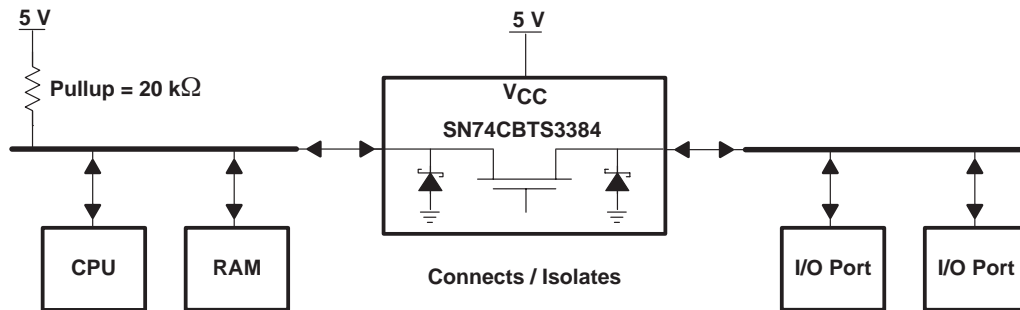 5 V
5 V
Pullup = 20 kΩ
VCC
SN74CBTS3384
CPU
RAM
Connects / Isolates
I/O Port
I/O Port